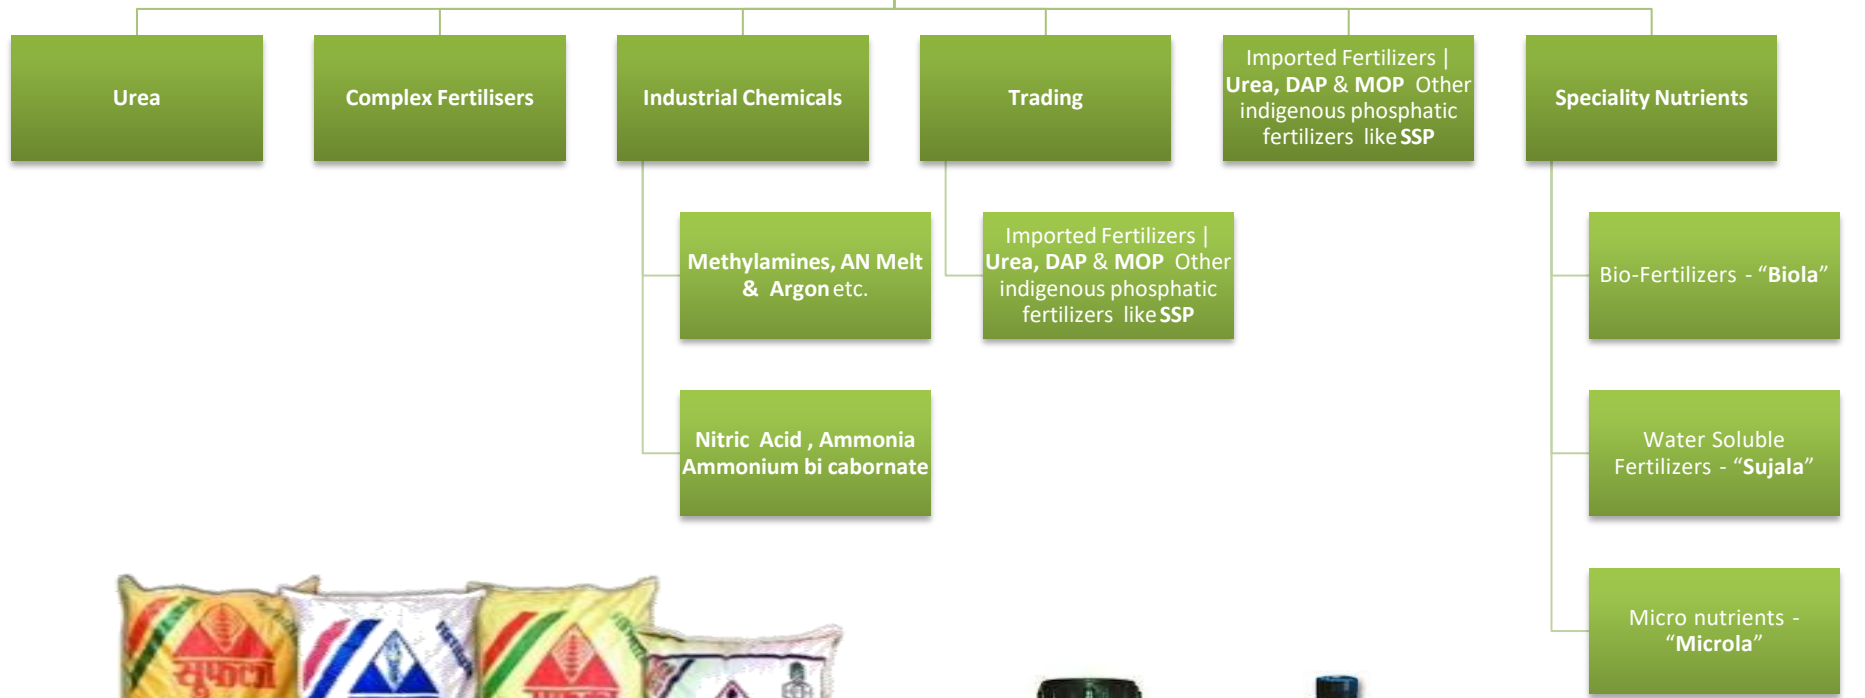 Urea
Complex Fertilisers
Industrial Chemicals
Trading
Imported Fertilizers |
Urea, DAP & MOP Other
indigenous phosphatic
fertilizers like SSP
Speciality Nutrients
Methylamines, AN Melt
& Argon etc.
Imported Fertilizers |
Urea, DAP & MOP Other
indigenous phosphatic
fertilizers like SSP
Bio-Fertilizers - “Biola”
Nitric Acid , Ammonia
Ammonium bi cabornate
Water Soluble
Fertilizers - “Sujala”
Micro nutrients -
“Microla”
सुफला